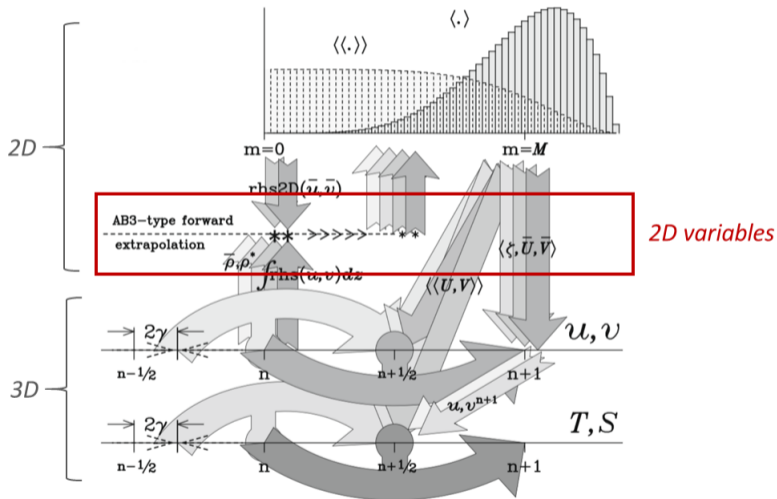 ⟨.⟩
⟨⟨.⟩⟩
2D
m=0
m=M
rhs2D(u̅,v̅)
AB3-type forward
extrapolation
** >>>>>> **
2D variables
ρ̅,ρ*
⟨ζ,U̅,V̅⟩
∫rhs(u,v)dz
⟨⟨U,V⟩⟩
2γ
u,v
n-1/2
n
n+1/2
n+1
3D
u,vⁿ⁺¹
2γ
T,S
n-1/2
n
n+1/2
n+1